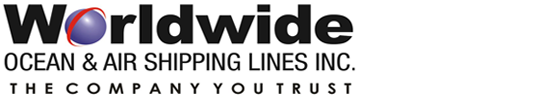 Worldwide
OCEAN & AIR SHIPPING LINES INC.
THE COMPANY YOU TRUST